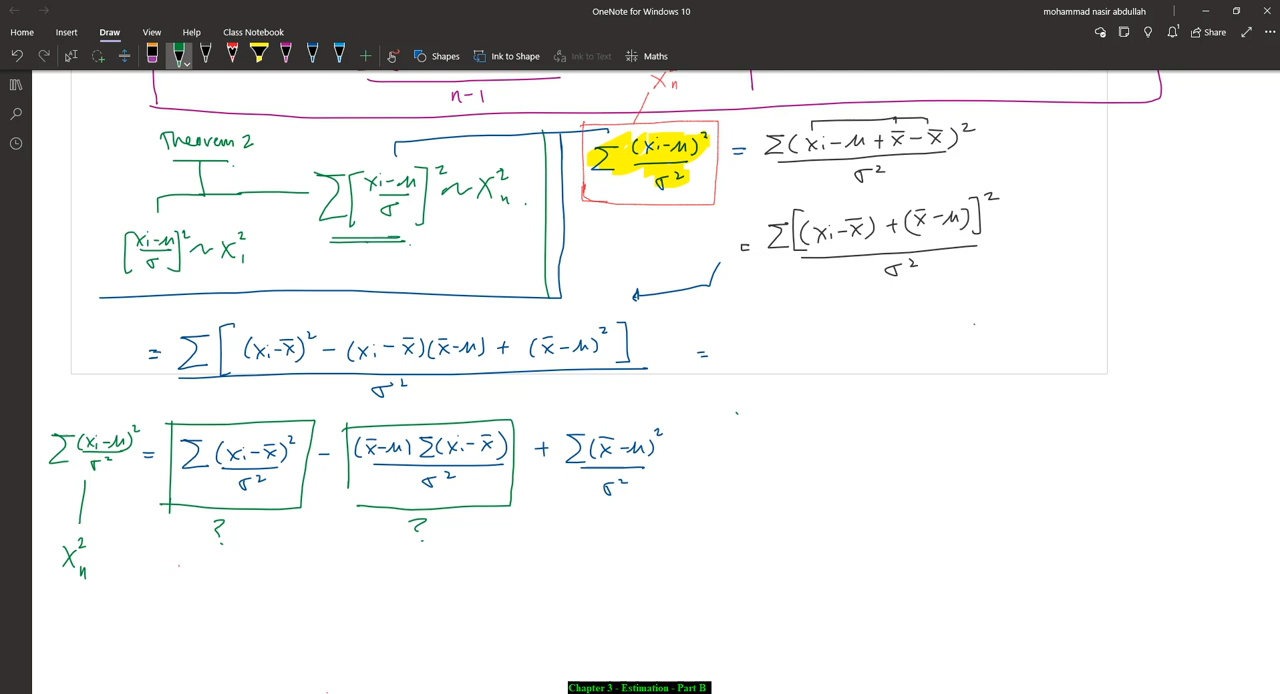 OneNote for Windows 10
mohammad nasir abdullah
Home Insert Draw View Help Class Notebook
Share
Shapes Ink to Shape Ink to Text Maths
n-1
χ n
Theorem 2
Σ[(xi-μ)/σ]² ~ χ²n.
[(xi-μ)/σ]² ~ χ²1
Σ(xi-μ)²/σ² = Σ(xi-μ+x̄-x̄)²/σ²
= Σ[(xi-x̄)+(x̄-μ)]²/σ²
= Σ[(xi-x̄)² - (xi-x̄)(x̄-μ) + (x̄-μ)²]/σ² =
Σ(xi-μ)²/σ² = Σ(xi-x̄)²/σ² - (x̄-μ)Σ(xi-x̄)/σ² + Σ(x̄-μ)²/σ²
? ?
χ²n
Chapter 3 - Estimation - Part B